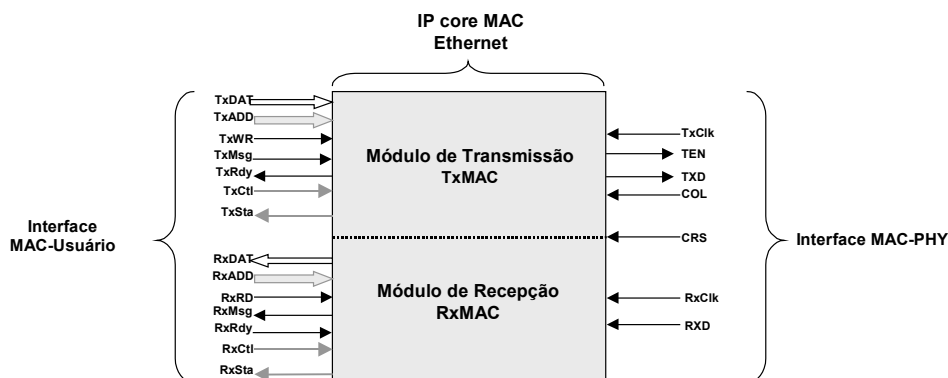 IP core MAC
Ethernet
TxDAT
TxADD
TxWR
TxMsg
TxRdy
TxCtl
TxSta
Módulo de Transmissão
TxMAC
TxClk
TEN
TXD
COL
CRS
Interface
MAC-Usuário
Interface MAC-PHY
RxDAT
RxADD
RxRD
RxMsg
RxRdy
RxCtl
RxSta
Módulo de Recepção
RxMAC
RxClk
RXD